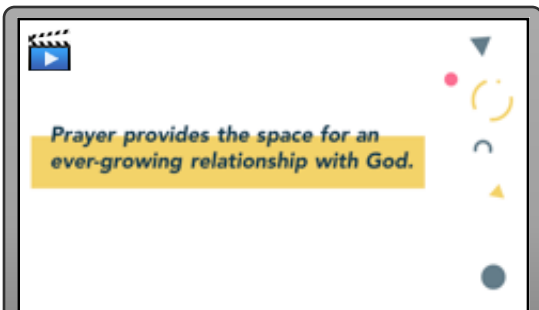 Prayer provides the space for an
ever-growing relationship with God.